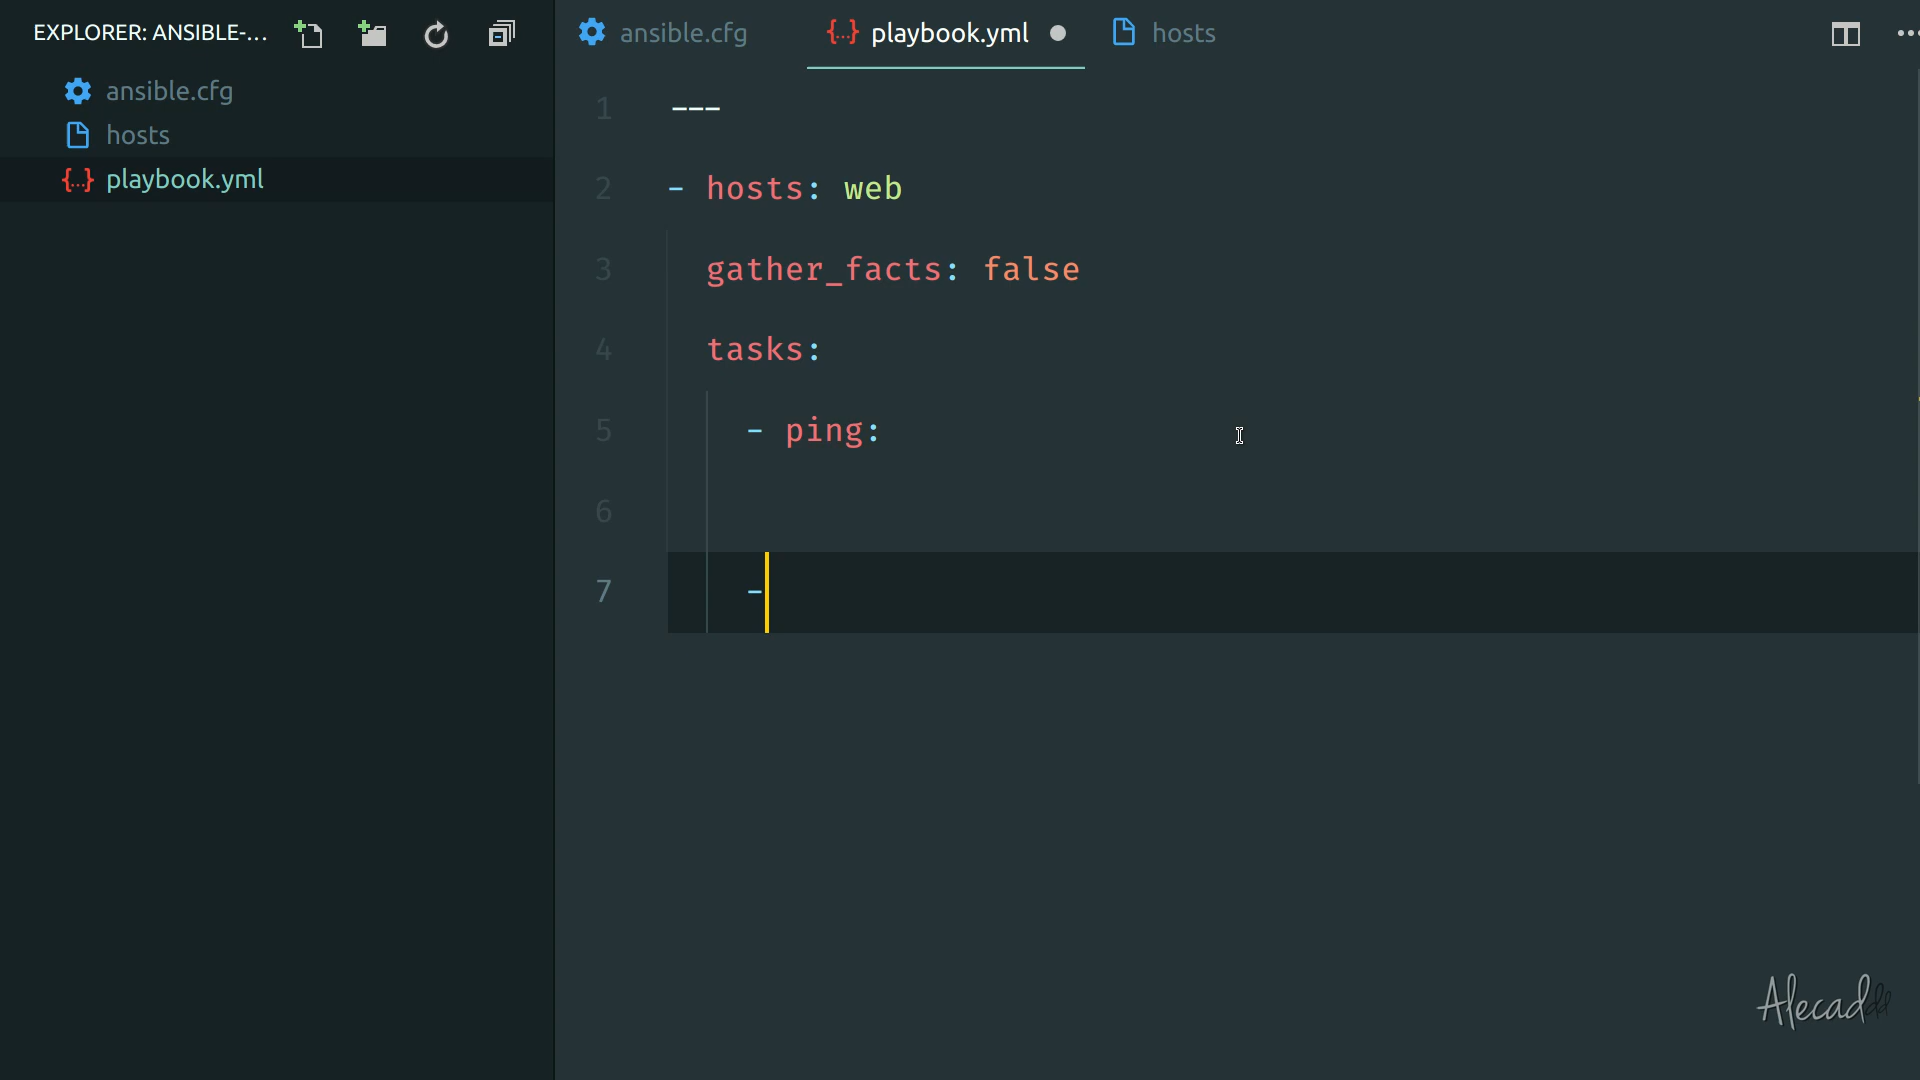 EXPLORER: ANSIBLE-...
ansible.cfg
hosts
playbook.yml
ansible.cfg
{...} playbook.yml
hosts
1 ---
2 - hosts: web
3 gather_facts: false
4 tasks:
5 - ping:
6
7 -
Alecaddd